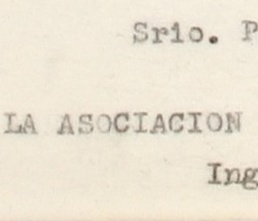 Srio. P
LA ASOCIACION
Ing